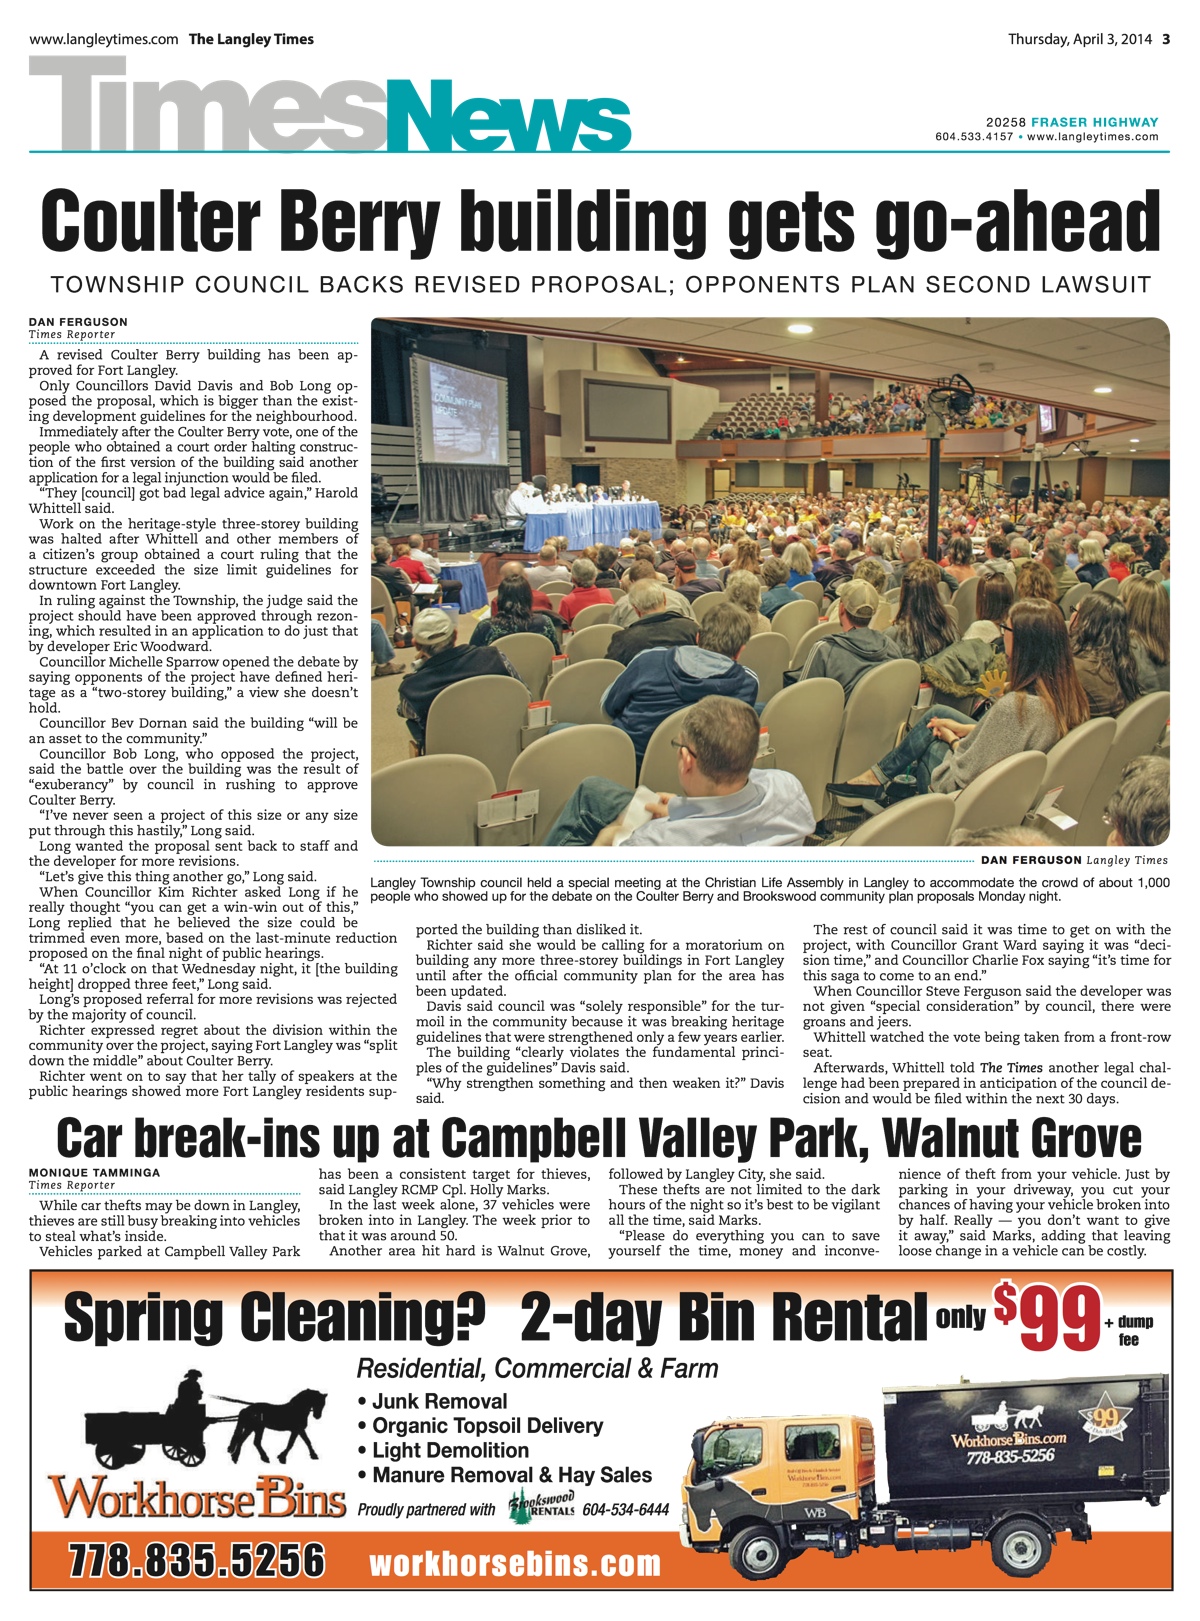 www.langleytimes.com The Langley Times
Thursday, April 3, 2014 3
TimesNews
20258 FRASER HIGHWAY
604.533.4157 • www.langleytimes.com
Coulter Berry building gets go-ahead
TOWNSHIP COUNCIL BACKS REVISED PROPOSAL; OPPONENTS PLAN SECOND LAWSUIT
DAN FERGUSON
Times Reporter
A revised Coulter Berry building has been ap-
proved for Fort Langley.
Only Councillors David Davis and Bob Long op-
posed the proposal, which is bigger than the exist-
ing development guidelines for the neighbourhood.
Immediately after the Coulter Berry vote, one of the
people who obtained a court order halting construc-
tion of the first version of the building said another
application for a legal injunction would be filed.
“They [council] got bad legal advice again,” Harold
Whittell said.
Work on the heritage-style three-storey building
was halted after Whittell and other members of
a citizen’s group obtained a court ruling that the
structure exceeded the size limit guidelines for
downtown Fort Langley.
In ruling against the Township, the judge said the
project should have been approved through rezon-
ing, which resulted in an application to do just that
by developer Eric Woodward.
Councillor Michelle Sparrow opened the debate by
saying opponents of the project have defined heri-
tage as a “two-storey building,” a view she doesn’t
hold.
Councillor Bev Dornan said the building “will be
an asset to the community.”
Councillor Bob Long, who opposed the project,
said the battle over the building was the result of
“exuberancy” by council in rushing to approve
Coulter Berry.
“I’ve never seen a project of this size or any size
put through this hastily,” Long said.
Long wanted the proposal sent back to staff and
the developer for more revisions.
“Let’s give this thing another go,” Long said.
When Councillor Kim Richter asked Long if he
really thought “you can get a win-win out of this,”
Long replied that he believed the size could be
trimmed even more, based on the last-minute reduction
proposed on the final night of public hearings.
“At 11 o’clock on that Wednesday night, it [the building
height] dropped three feet,” Long said.
Long’s proposed referral for more revisions was rejected
by the majority of council.
Richter expressed regret about the division within the
community over the project, saying Fort Langley was “split
down the middle” about Coulter Berry.
Richter went on to say that her tally of speakers at the
public hearings showed more Fort Langley residents sup-
COMMUNITY PLAN
UPDATE
DAN FERGUSON Langley Times
Langley Township council held a special meeting at the Christian Life Assembly in Langley to accommodate the crowd of about 1,000
people who showed up for the debate on the Coulter Berry and Brookswood community plan proposals Monday night.
ported the building than disliked it.
Richter said she would be calling for a moratorium on
building any more three-storey buildings in Fort Langley
until after the official community plan for the area has
been updated.
Davis said council was “solely responsible” for the tur-
moil in the community because it was breaking heritage
guidelines that were strengthened only a few years earlier.
The building “clearly violates the fundamental princi-
ples of the guidelines” Davis said.
“Why strengthen something and then weaken it?” Davis
said.
The rest of council said it was time to get on with the
project, with Councillor Grant Ward saying it was “deci-
sion time,” and Councillor Charlie Fox saying “it’s time for
this saga to come to an end.”
When Councillor Steve Ferguson said the developer was
not given “special consideration” by council, there were
groans and jeers.
Whittell watched the vote being taken from a front-row
seat.
Afterwards, Whittell told The Times another legal chal-
lenge had been prepared in anticipation of the council de-
cision and would be filed within the next 30 days.
Car break-ins up at Campbell Valley Park, Walnut Grove
MONIQUE TAMMINGA
Times Reporter
While car thefts may be down in Langley,
thieves are still busy breaking into vehicles
to steal what’s inside.
Vehicles parked at Campbell Valley Park
has been a consistent target for thieves,
said Langley RCMP Cpl. Holly Marks.
In the last week alone, 37 vehicles were
broken into in Langley. The week prior to
that it was around 50.
Another area hit hard is Walnut Grove,
followed by Langley City, she said.
These thefts are not limited to the dark
hours of the night so it’s best to be vigilant
all the time, said Marks.
“Please do everything you can to save
yourself the time, money and inconve-
nience of theft from your vehicle. Just by
parking in your driveway, you cut your
chances of having your vehicle broken into
by half. Really — you don’t want to give
it away,” said Marks, adding that leaving
loose change in a vehicle can be costly.
Spring Cleaning? 2-day Bin Rental only $99 + dump
fee
Residential, Commercial & Farm
• Junk Removal
• Organic Topsoil Delivery
• Light Demolition
• Manure Removal & Hay Sales
Workhorse Bins
Proudly partnered with Brookswood RENTALS 604-534-6444
778.835.5256 workhorsebins.com
WorkhorseBins.com
778-835-5256
$99
WorkhorseBins.com
WB